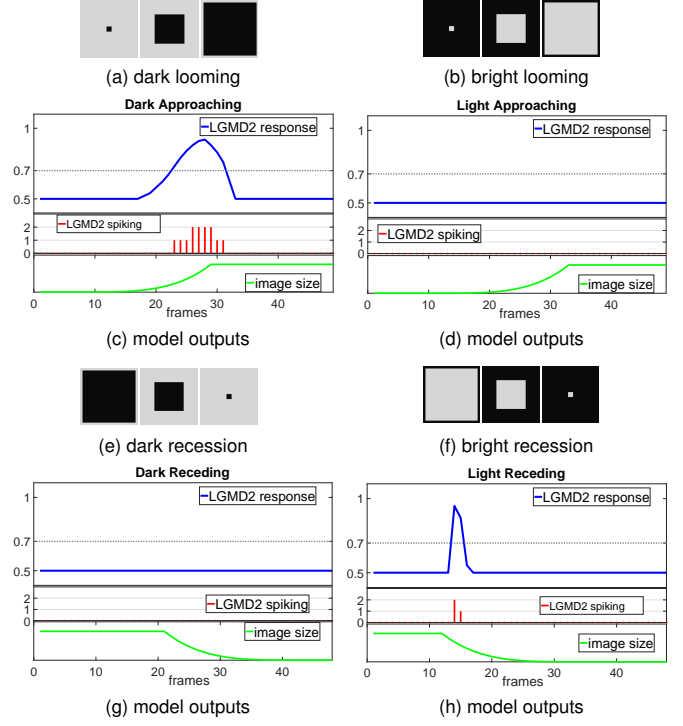 (a) dark looming
(b) bright looming
Dark Approaching
1
LGMD2 response
0.7
0.5
LGMD2 spiking
2
1
0
image size
0 10 20 30 40
frames
(c) model outputs
Light Approaching
1
LGMD2 response
0.7
0.5
2
LGMD2 spiking
1
0
image size
0 10 20 30 40
frames
(d) model outputs
(e) dark recession
(f) bright recession
Dark Receding
1
LGMD2 response
0.7
0.5
2
LGMD2 spiking
1
0
image size
0 10 20 30 40
frames
(g) model outputs
Light Receding
1
LGMD2 response
0.7
0.5
2
LGMD2 spiking
1
0
image size
0 10 20 30 40
frames
(h) model outputs